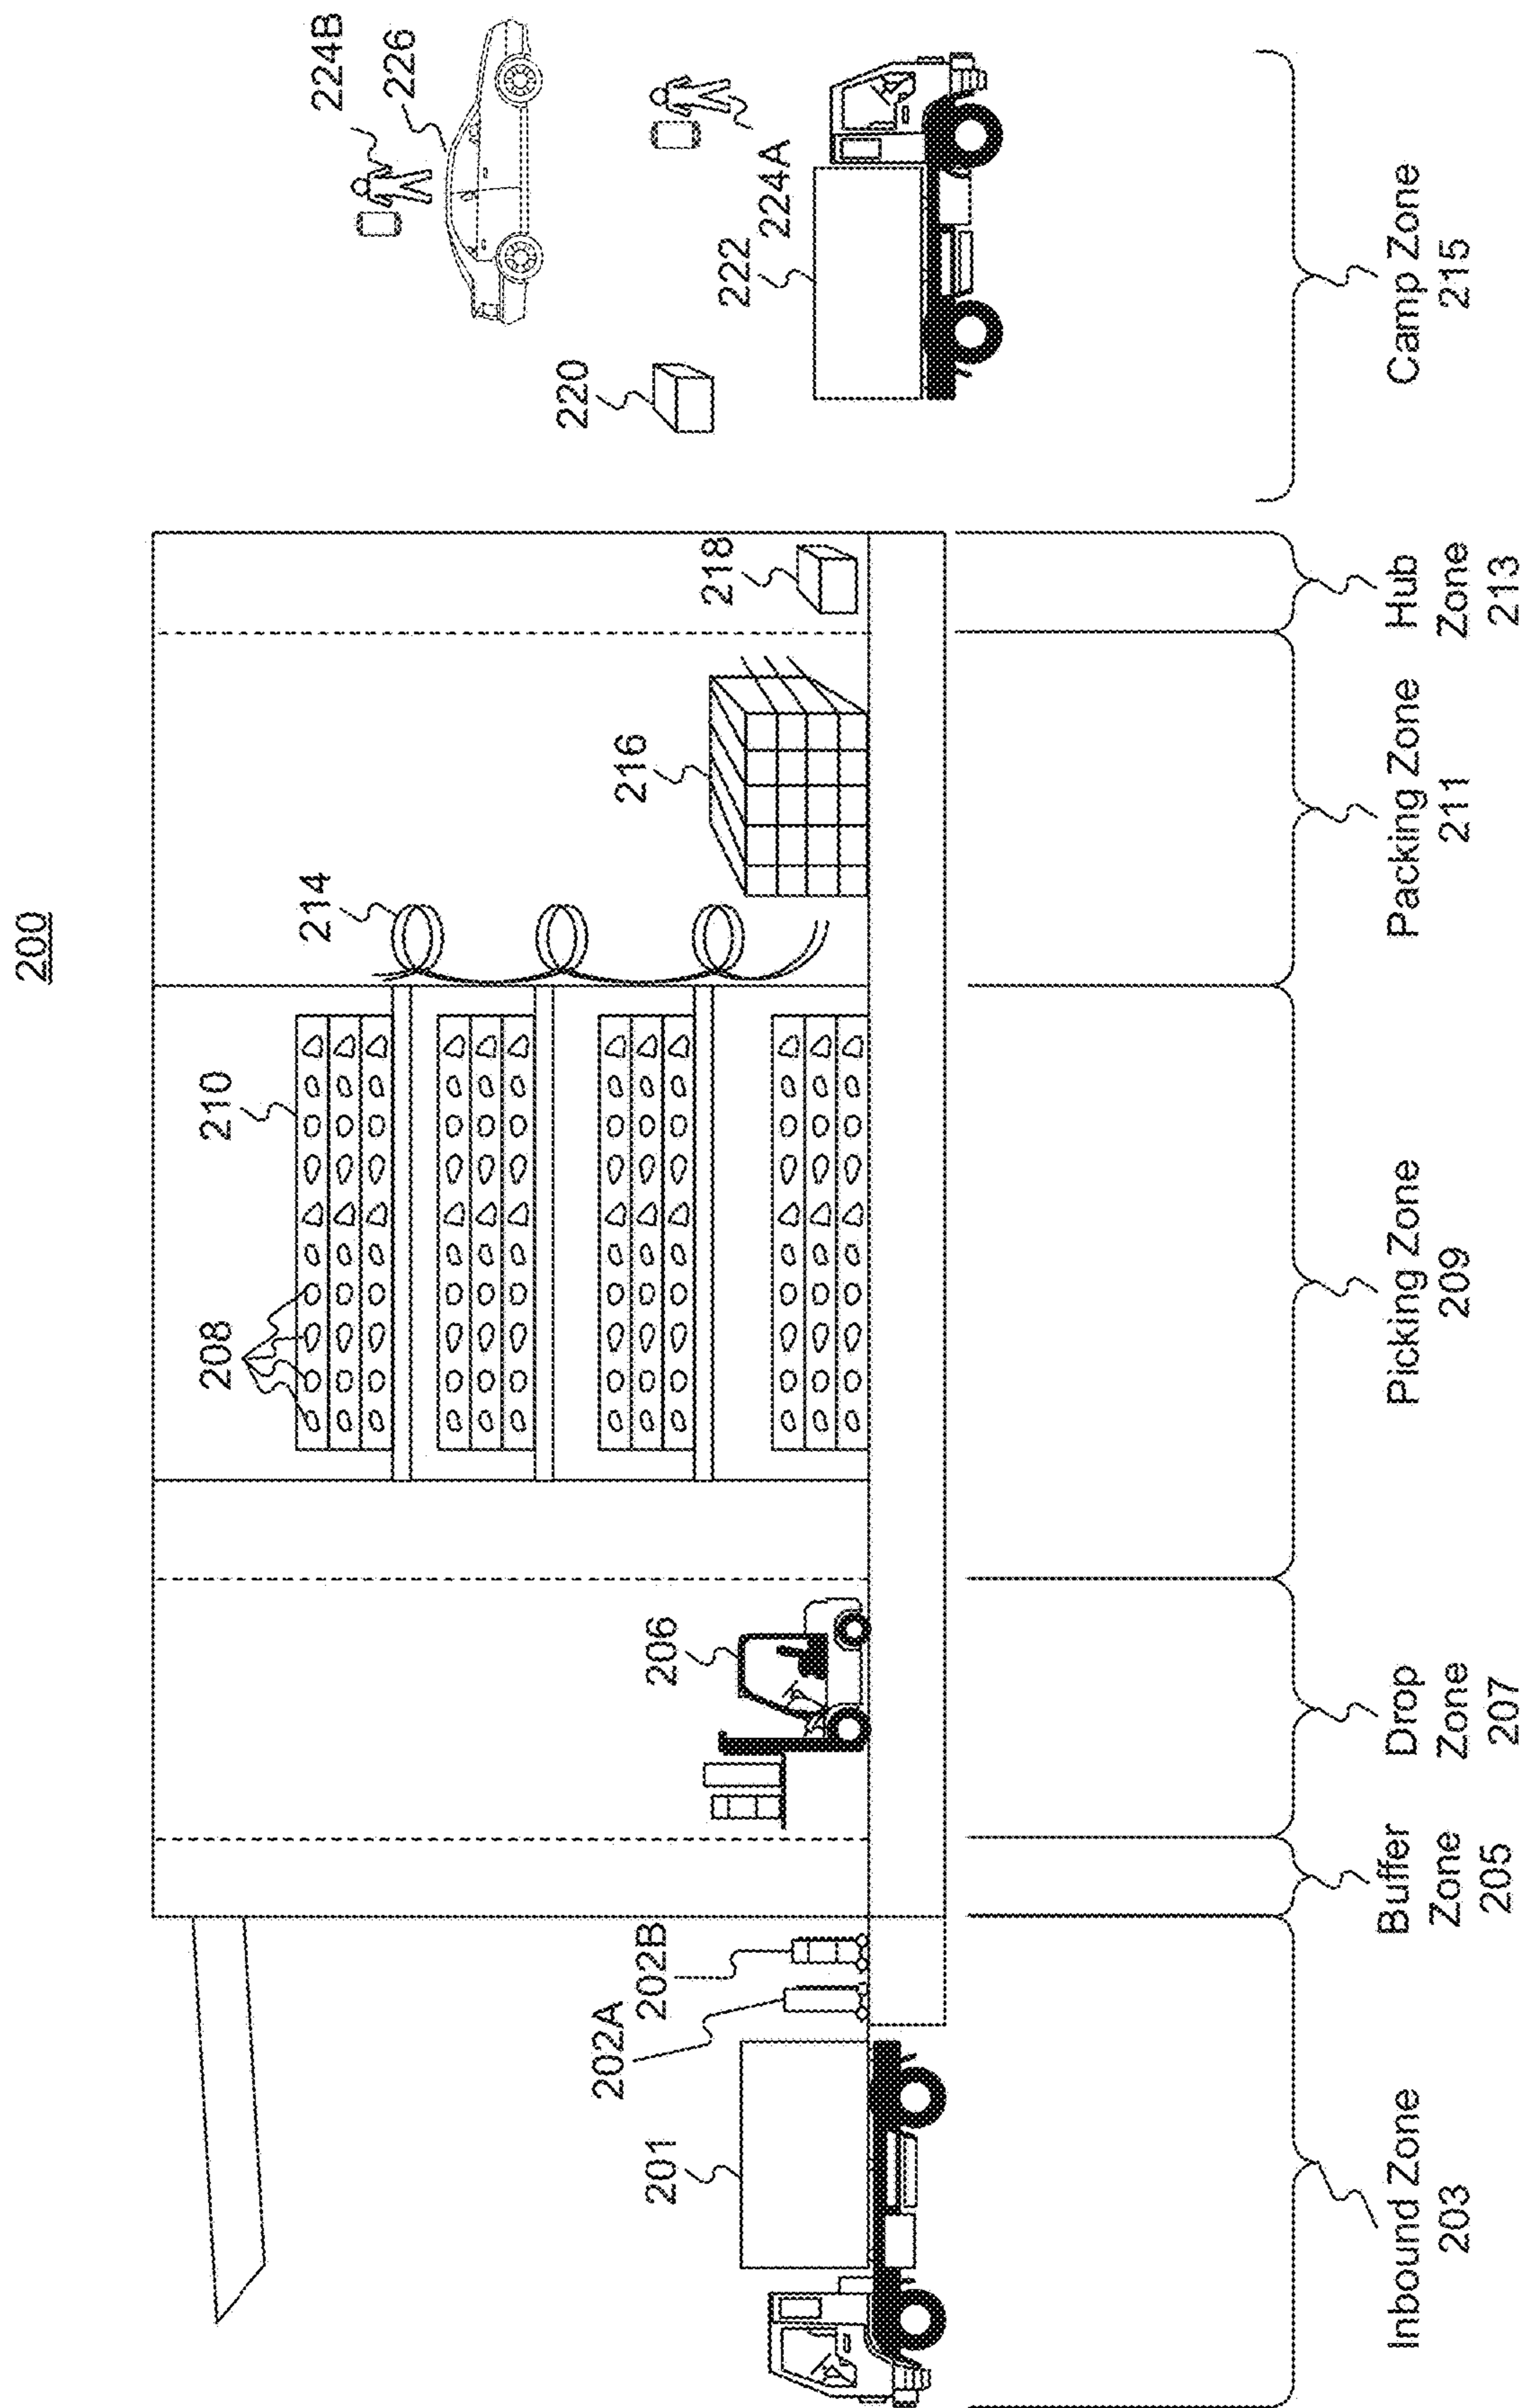 200
224B
226
224A
222
220
218
216
214
210
208
206
202B
202A
201
Inbound Zone
203
Buffer
Zone
205
Drop
Zone
207
Picking Zone
209
Packing Zone
211
Hub
Zone
213
Camp Zone
215